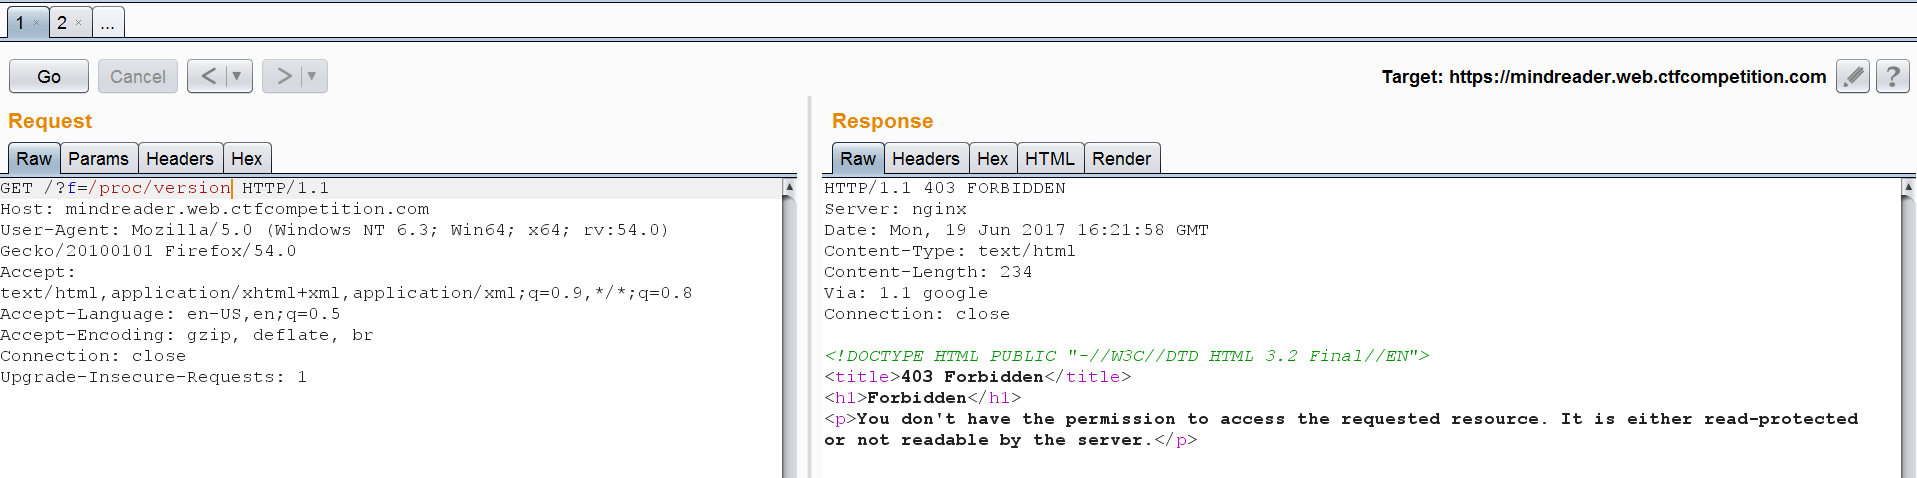 1 × 2 × ...
Go Cancel < ▼ > ▼ Target: https://mindreader.web.ctfcompetition.com ?
Request
Raw Params Headers Hex
GET /?f=/proc/version HTTP/1.1
Host: mindreader.web.ctfcompetition.com
User-Agent: Mozilla/5.0 (Windows NT 6.3; Win64; x64; rv:54.0)
Gecko/20100101 Firefox/54.0
Accept:
text/html,application/xhtml+xml,application/xml;q=0.9,*/*;q=0.8
Accept-Language: en-US,en;q=0.5
Accept-Encoding: gzip, deflate, br
Connection: close
Upgrade-Insecure-Requests: 1
Response
Raw Headers Hex HTML Render
HTTP/1.1 403 FORBIDDEN
Server: nginx
Date: Mon, 19 Jun 2017 16:21:58 GMT
Content-Type: text/html
Content-Length: 234
Via: 1.1 google
Connection: close
<!DOCTYPE HTML PUBLIC "-//W3C//DTD HTML 3.2 Final//EN">
<title>403 Forbidden</title>
<h1>Forbidden</h1>
<p>You don't have the permission to access the requested resource. It is either read-protected
or not readable by the server.</p>